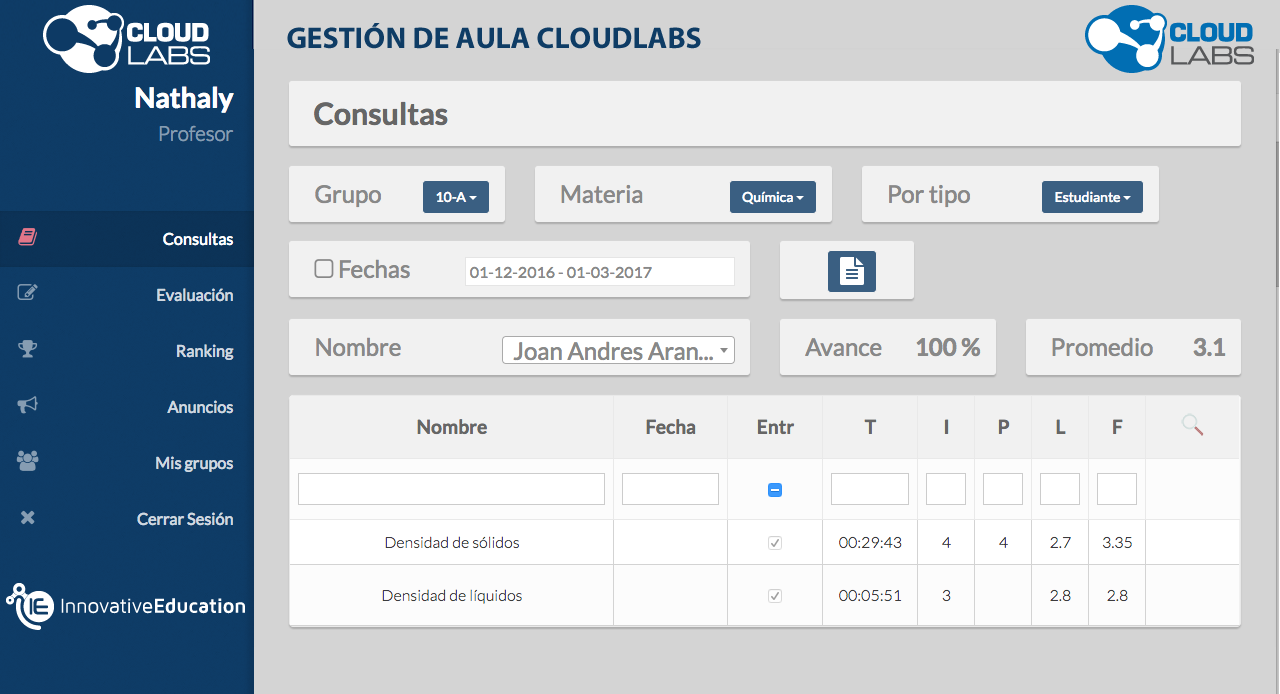 CLOUD
LABS
Nathaly
Profesor
Consultas
Evaluación
Ranking
Anuncios
Mis grupos
Cerrar Sesión
IE InnovativeEducation
GESTIÓN DE AULA CLOUDLABS
CLOUD
LABS
Consultas
Grupo 10-A Materia Química Por tipo Estudiante
Fechas 01-12-2016 - 01-03-2017
Nombre Joan Andres Aran... Avance 100 % Promedio 3.1
Nombre Fecha Entr T I P L F
Densidad de sólidos 00:29:43 4 4 2.7 3.35
Densidad de líquidos 00:05:51 3 2.8 2.8